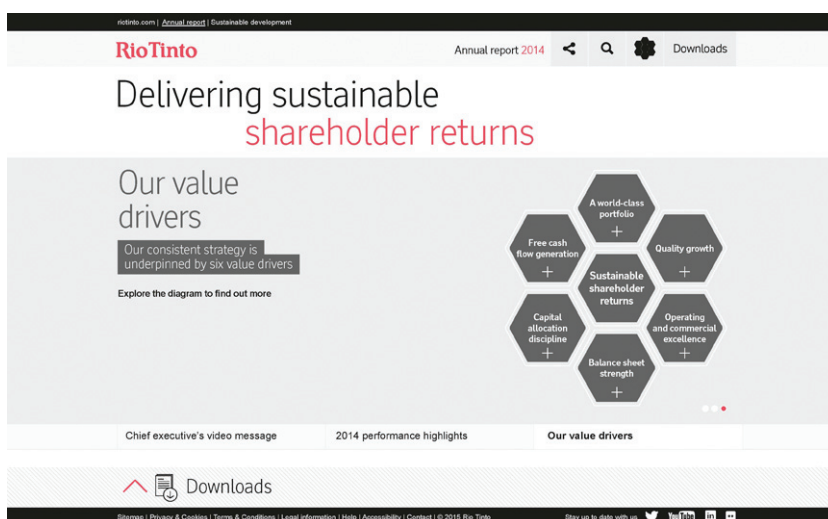 riotinto.com | Annual report | Sustainable development
RioTinto
Annual report 2014
Downloads
Delivering sustainable
shareholder returns
Our value
drivers
Our consistent strategy is
underpinned by six value drivers
Explore the diagram to find out more
A world-class
portfolio
+
Free cash
flow generation
+
Quality growth
+
Sustainable
shareholder
returns
Capital
allocation
discipline
+
Operating
and commercial
excellence
+
Balance sheet
strength
+
Chief executive's video message
2014 performance highlights
Our value drivers
Downloads
Sitemap | Privacy & Cookies | Terms & Conditions | Legal information | Help | Accessibility | Contact | © 2015 Rio Tinto
Stay up to date with us
YouTube
in